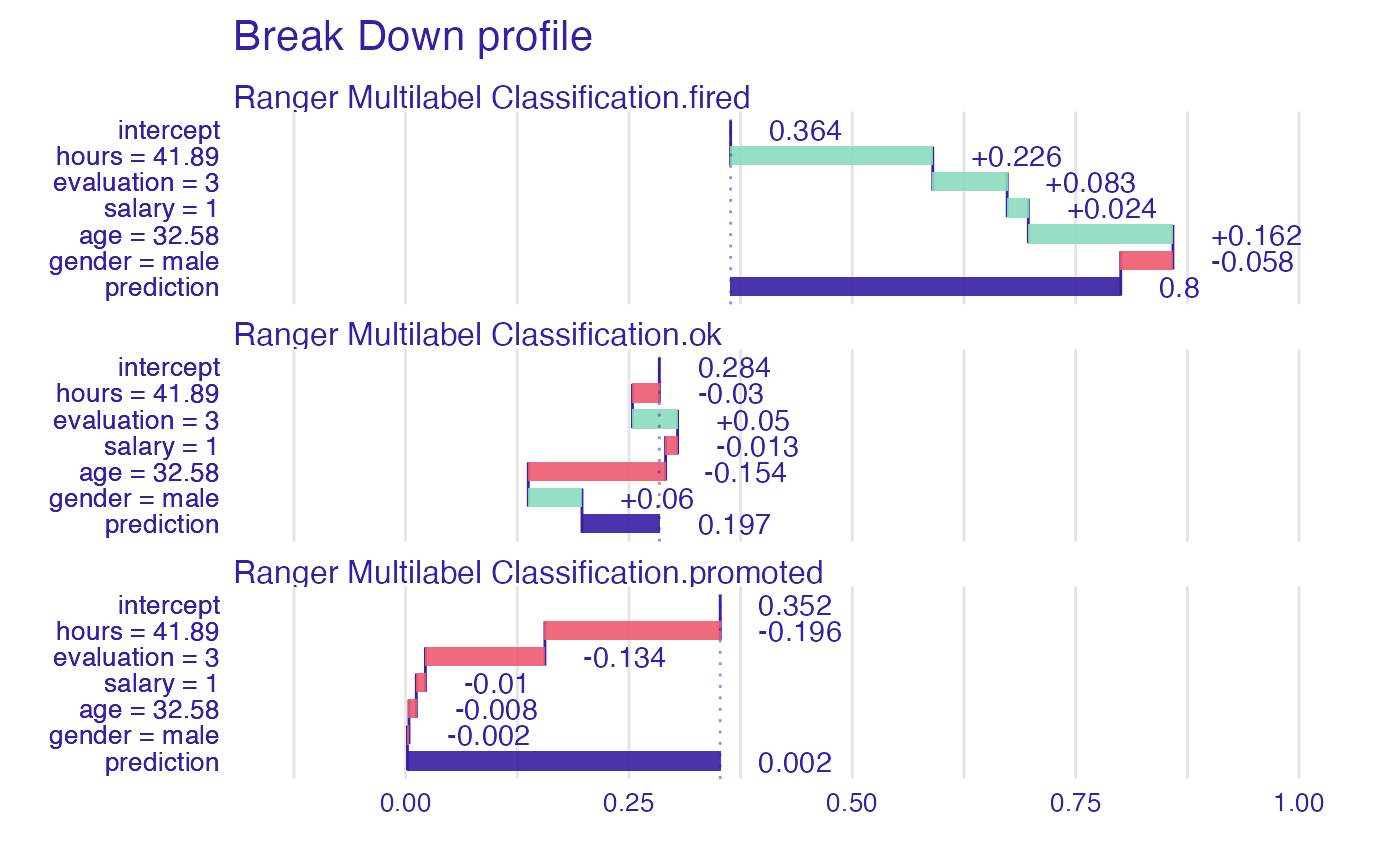 Break Down profile
Ranger Multilabel Classification.fired
intercept 0.364
hours = 41.89 +0.226
evaluation = 3 +0.083
salary = 1 +0.024
age = 32.58 +0.162
gender = male -0.058
prediction 0.8
Ranger Multilabel Classification.ok
intercept 0.284
hours = 41.89 -0.03
evaluation = 3 +0.05
salary = 1 -0.013
age = 32.58 -0.154
gender = male +0.06
prediction 0.197
Ranger Multilabel Classification.promoted
intercept 0.352
hours = 41.89 -0.196
evaluation = 3 -0.134
salary = 1 -0.01
age = 32.58 -0.008
gender = male -0.002
prediction 0.002
0.00 0.25 0.50 0.75 1.00